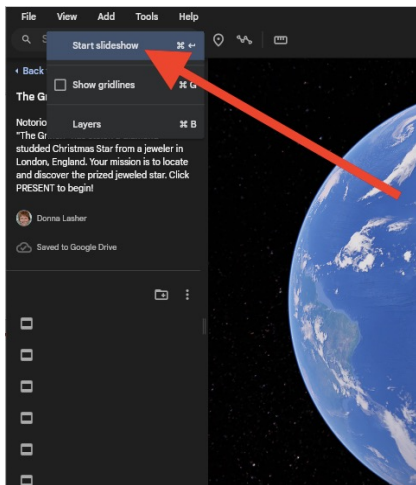 File View Add Tools Help
S
Start slideshow ⌘ ↩
Back
Show gridlines ⌘ G
The Gr
Layers ⌘ B
Notorio
"The Gr
studded Christmas Star from a jeweler in
London, England. Your mission is to locate
and discover the prized jeweled star. Click
PRESENT to begin!
Donna Lasher
Saved to Google Drive